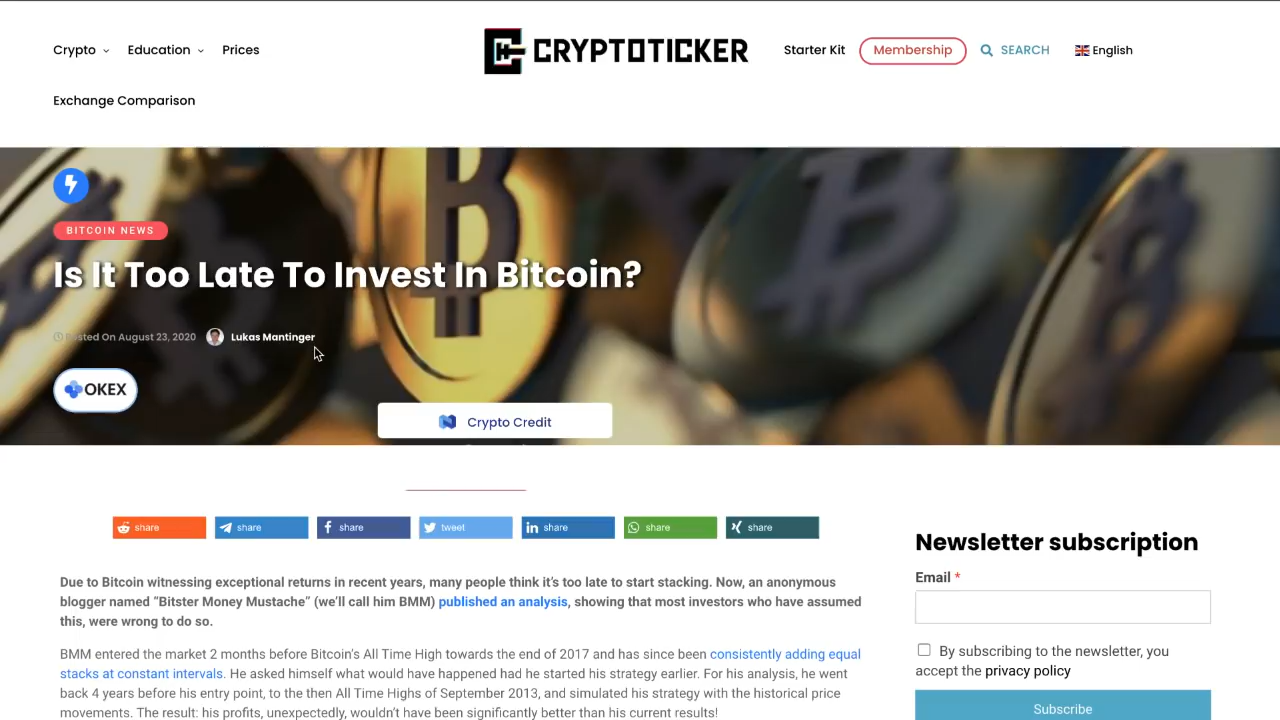 Crypto
Education
Prices
CRYPTOTICKER
Starter Kit
Membership
SEARCH
English
Exchange Comparison
BITCOIN NEWS
Is It Too Late To Invest In Bitcoin?
Posted On August 23, 2020
Lukas Mantinger
OKEX
Crypto Credit
share
share
share
tweet
share
share
share
Newsletter subscription
Email *
Due to Bitcoin witnessing exceptional returns in recent years, many people think it's too late to start stacking. Now, an anonymous
blogger named "Bitster Money Mustache" (we'll call him BMM) published an analysis, showing that most investors who have assumed
this, were wrong to do so.
BMM entered the market 2 months before Bitcoin's All Time High towards the end of 2017 and has since been consistently adding equal
stacks at constant intervals. He asked himself what would have happened had he started his strategy earlier. For his analysis, he went
back 4 years before his entry point, to the then All Time Highs of September 2013, and simulated his strategy with the historical price
movements. The result: his profits, unexpectedly, wouldn't have been significantly better than his current results!
By subscribing to the newsletter, you
accept the privacy policy
Subscribe